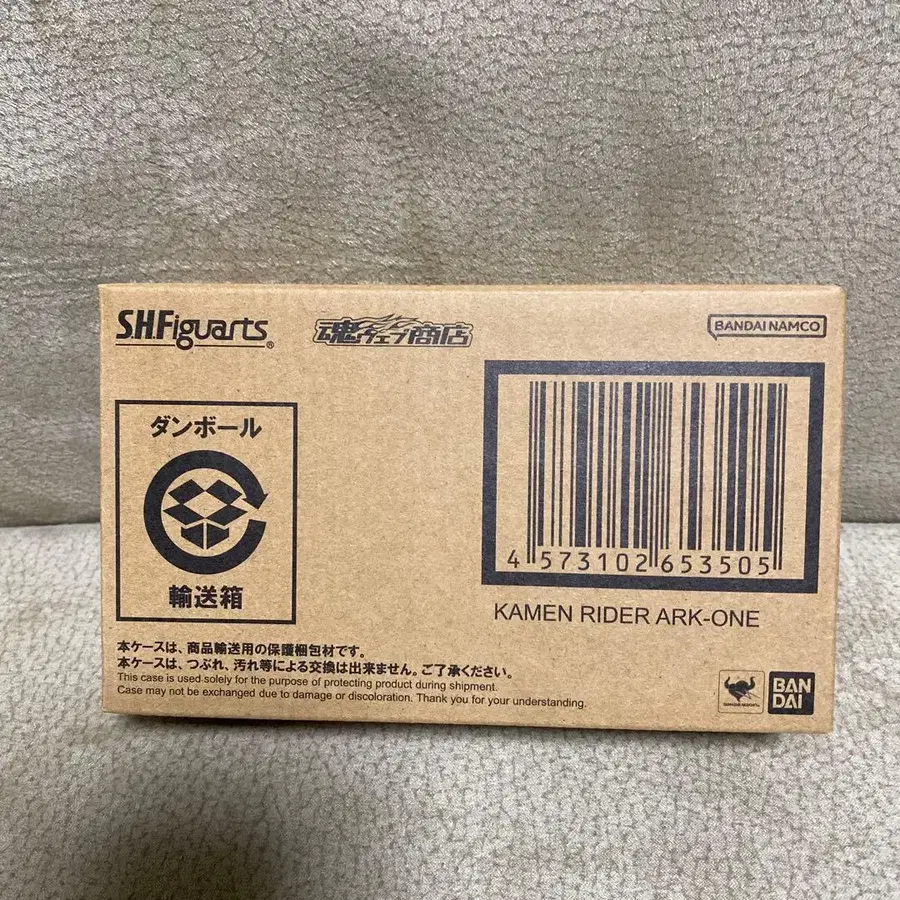 S.H.Figuarts®
魂ウェブ商店
BANDAI NAMCO
ダンボール
輸送箱
4 573102 653505
KAMEN RIDER ARK-ONE
本ケースは、商品輸送用の保護梱包材です。
本ケースは、つぶれ、汚れ等による交換は出来ません。ご了承ください。
This case is used solely for the purpose of protecting product during shipment.
Case may not be exchanged due to damage or discoloration. Thank you for your understanding.
BAN
DAI